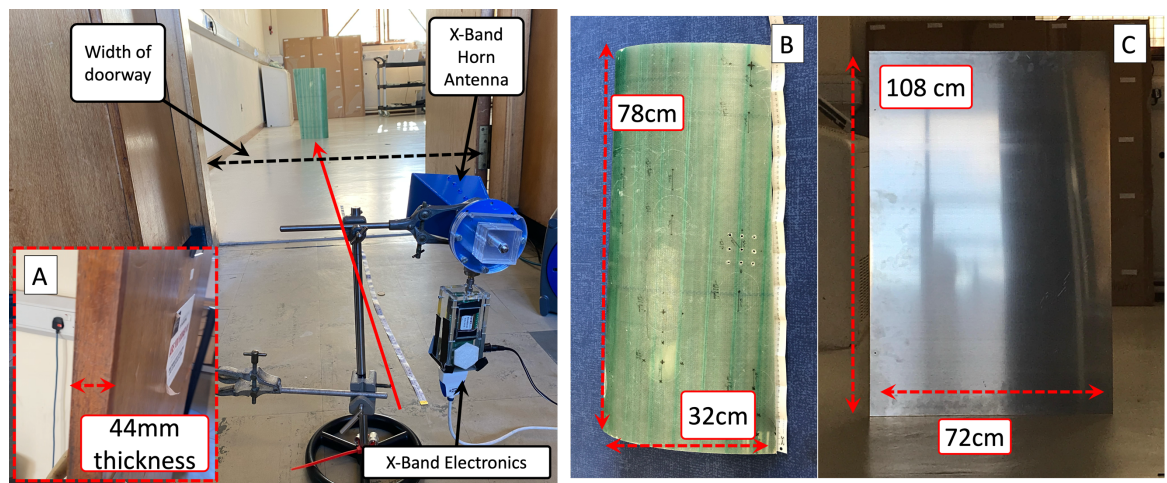 Width of
doorway
X-Band
Horn
Antenna
A
44mm
thickness
X-Band Electronics
B
78cm
32cm
C
108 cm
72cm